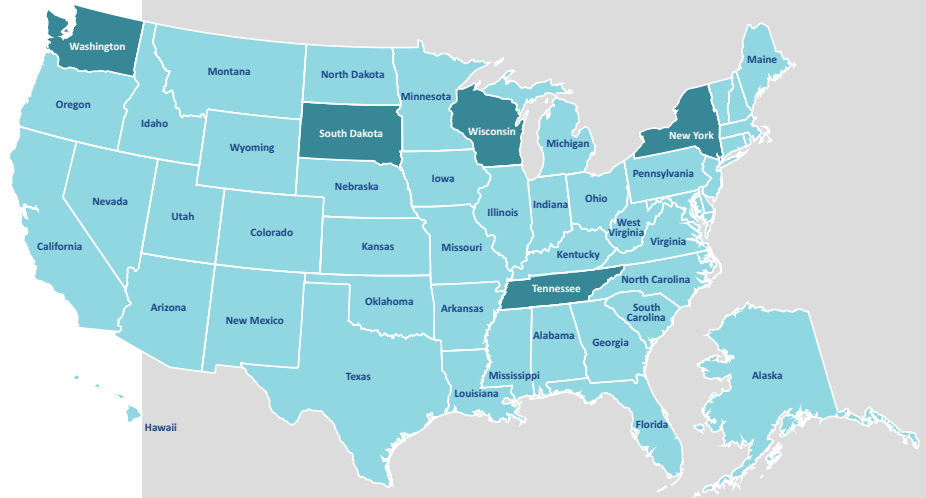 Washington
Maine
Montana
North Dakota
Minnesota
Oregon
Idaho
South Dakota
Wisconsin
New York
Michigan
Wyoming
Pennsylvania
Iowa
Nebraska
Nevada
Ohio
Indiana
Illinois
Utah
West
Virginia
Colorado
Virginia
California
Kansas
Missouri
Kentucky
North Carolina
Tennessee
Oklahoma
Arizona
Arkansas
South
Carolina
New Mexico
Alabama
Georgia
Texas
Mississippi
Alaska
Louisiana
Florida
Hawaii